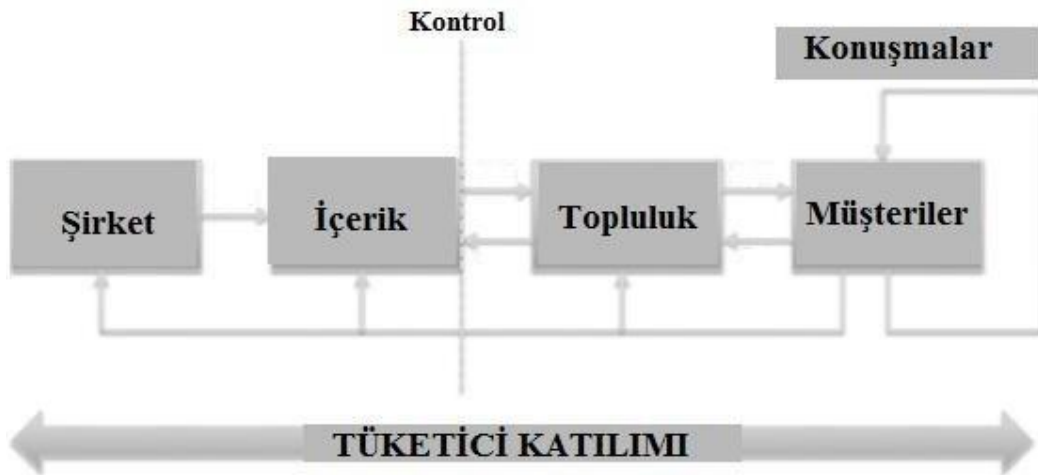 Kontrol
Konuşmalar
Şirket
İçerik
Topluluk
Müşteriler
TÜKETİCİ KATILIMI